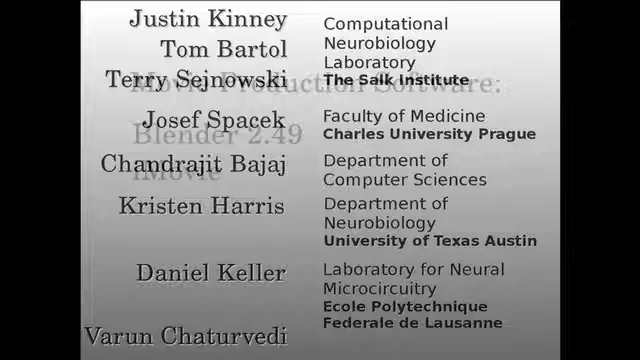 Justin Kinney
Tom Bartol
Terry Sejnowski
Computational
Neurobiology
Laboratory
The Salk Institute
Movie Production Software:
Josef Spacek
Faculty of Medicine
Charles University Prague
Blender 2.49
Chandrajit Bajaj
Department of
Computer Sciences
iMovie
Kristen Harris
Department of
Neurobiology
University of Texas Austin
Daniel Keller
Laboratory for Neural
Microcircuitry
Ecole Polytechnique
Federale de Lausanne
Varun Chaturvedi